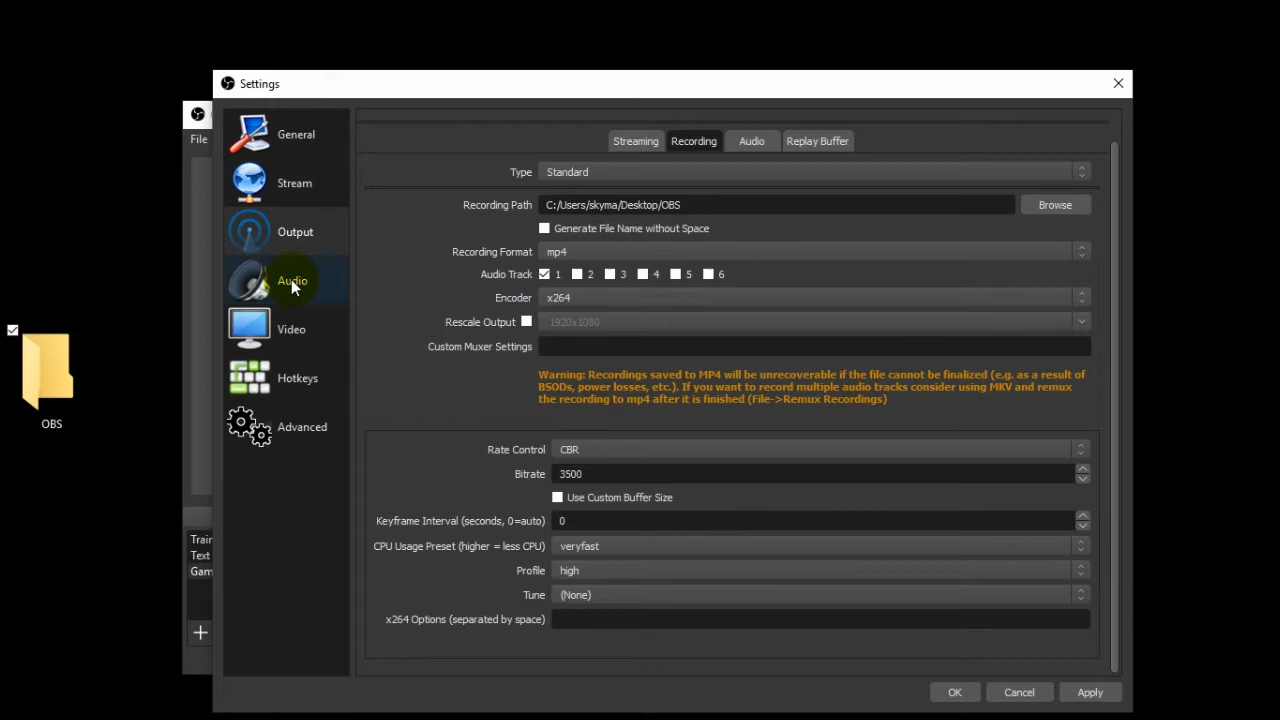 Settings
File
General
Stream
Output
Audio
Video
Hotkeys
Advanced
Streaming
Recording
Audio
Replay Buffer
Type Standard
Recording Path C:/Users/skyma/Desktop/OBS Browse
Generate File Name without Space
Recording Format mp4
Audio Track 1 2 3 4 5 6
Encoder x264
Rescale Output 1920x1080
Custom Muxer Settings
Warning: Recordings saved to MP4 will be unrecoverable if the file cannot be finalized (e.g. as a result of
BSODs, power losses, etc.). If you want to record multiple audio tracks consider using MKV and remux
the recording to mp4 after it is finished (File->Remux Recordings)
Rate Control CBR
Bitrate 3500
Use Custom Buffer Size
Keyframe Interval (seconds, 0=auto) 0
CPU Usage Preset (higher = less CPU) veryfast
Profile high
Tune (None)
x264 Options (separated by space)
OK Cancel Apply
OBS
Train
Text
Gam